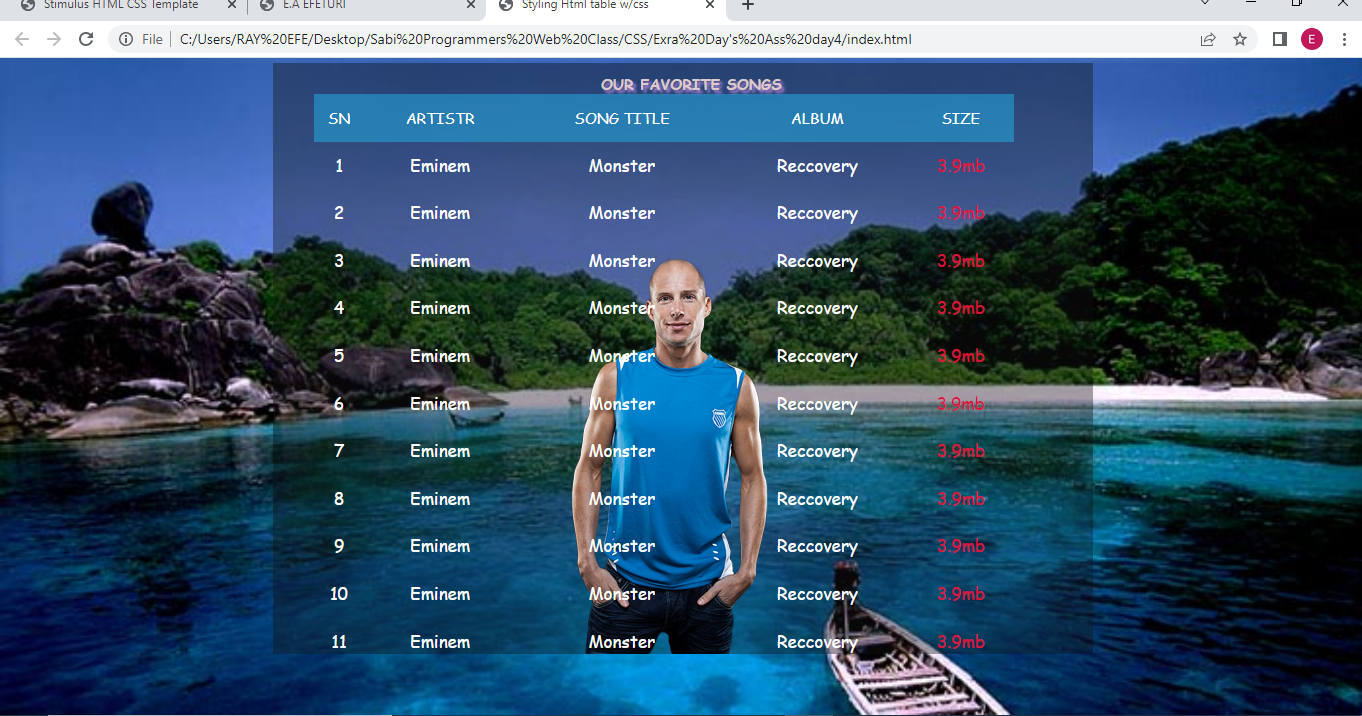 Stimulus HTML CSS Template E.A EFETURI Styling Html table w/css
File C:/Users/RAY%20EFE/Desktop/Sabi%20Programmers%20Web%20Class/CSS/Exra%20Day's%20Ass%20day4/index.html E
OUR FAVORITE SONGS
SN ARTISTR SONG TITLE ALBUM SIZE
1 Eminem Monster Reccovery 3.9mb
2 Eminem Monster Reccovery 3.9mb
3 Eminem Monster Reccovery 3.9mb
4 Eminem Monster Reccovery 3.9mb
5 Eminem Monster Reccovery 3.9mb
6 Eminem Monster Reccovery 3.9mb
7 Eminem Monster Reccovery 3.9mb
8 Eminem Monster Reccovery 3.9mb
9 Eminem Monster Reccovery 3.9mb
10 Eminem Monster Reccovery 3.9mb
11 Eminem Monster Reccovery 3.9mb